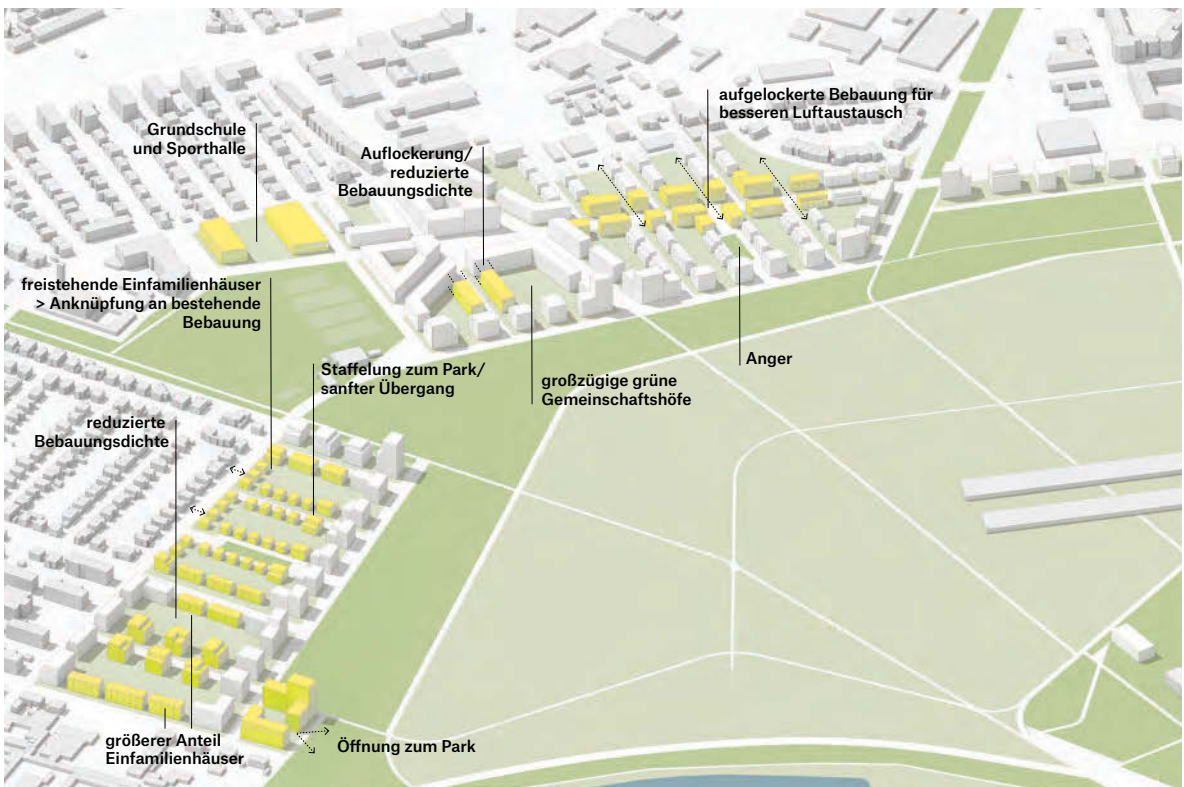 aufgelockerte Bebauung für
besseren Luftaustausch
Grundschule
und Sporthalle
Auflockerung/
reduzierte
Bebauungsdichte
freistehende Einfamilienhäuser
> Anknüpfung an bestehende
Bebauung
Anger
Staffelung zum Park/
sanfter Übergang
großzügige grüne
Gemeinschaftshöfe
reduzierte
Bebauungsdichte
größerer Anteil
Einfamilienhäuser
Öffnung zum Park